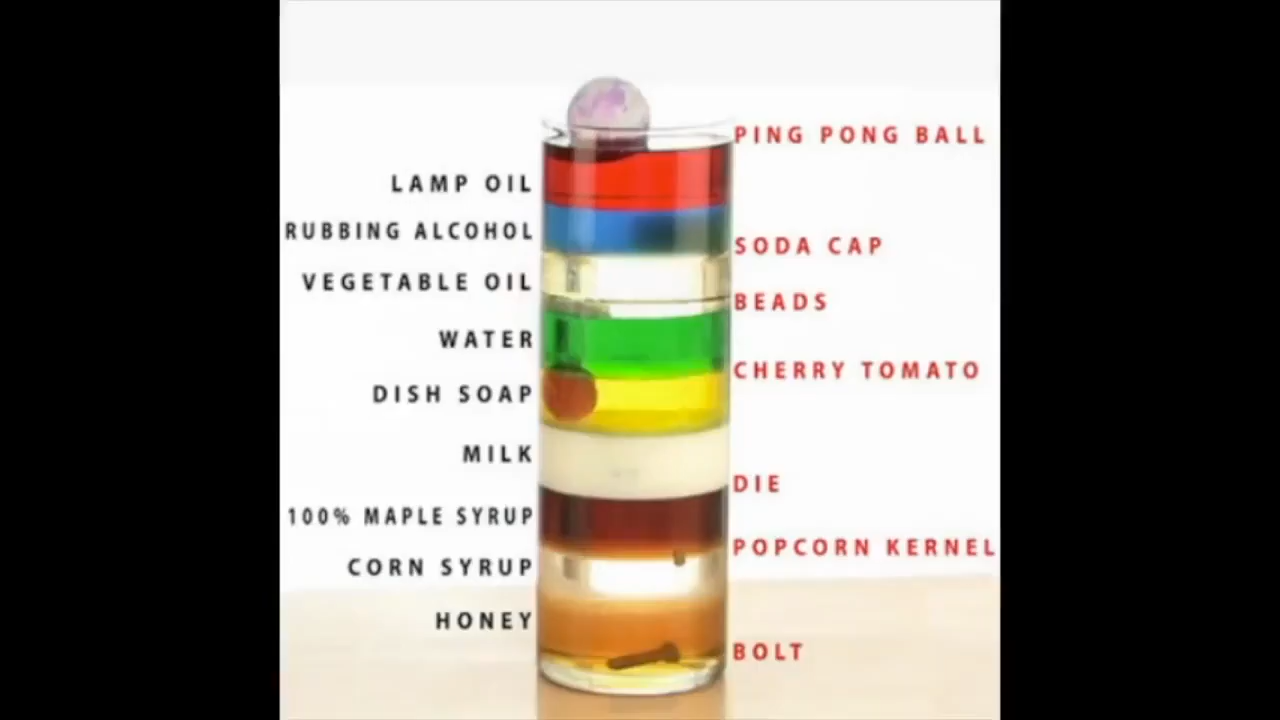 PING PONG BALL
LAMP OIL
RUBBING ALCOHOL
SODA CAP
VEGETABLE OIL
BEADS
WATER
CHERRY TOMATO
DISH SOAP
MILK
DIE
100% MAPLE SYRUP
POPCORN KERNEL
CORN SYRUP
HONEY
BOLT